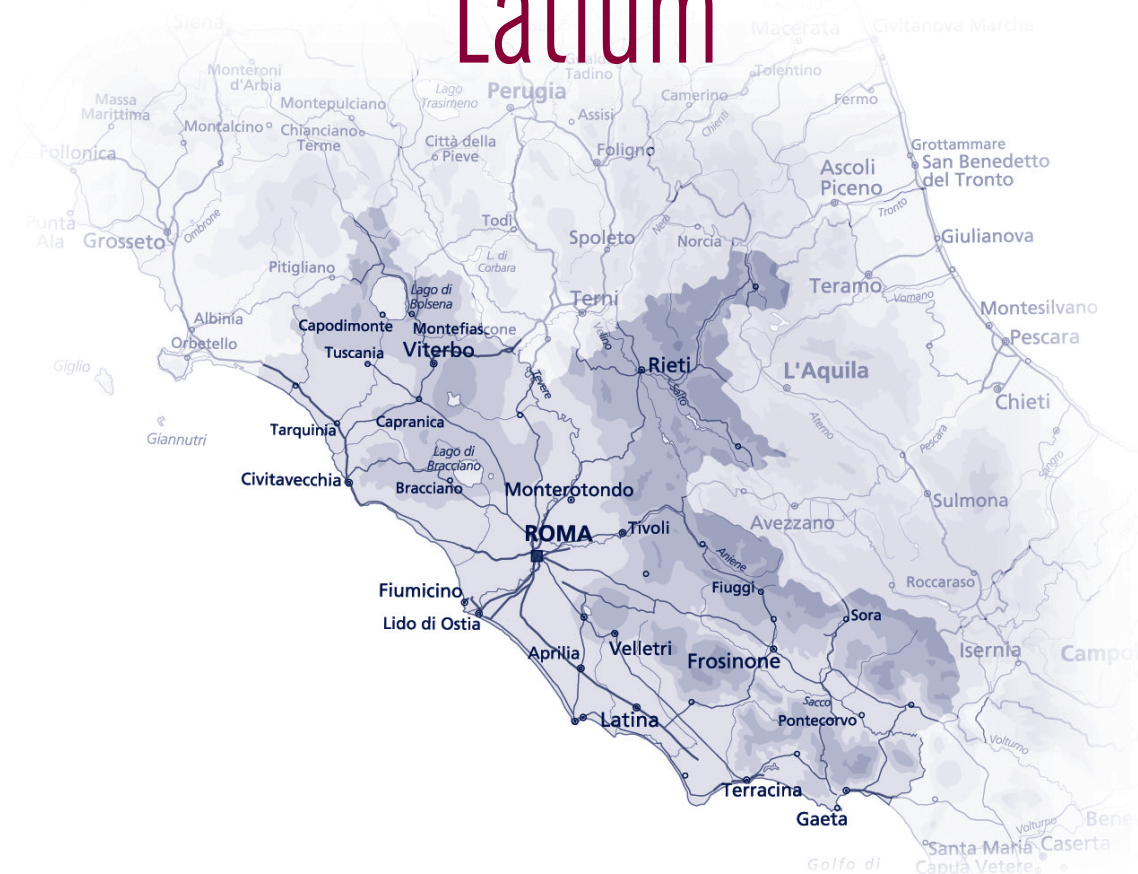 Latium
Siena
Macerata
Civitanova Marche
Monteroni
d'Arbia
Tadino
Tolentino
Massa
Marittima
Montepulciano
Lago
Trasimeno
Perugia
Camerino
Fermo
Montalcino
Chianciano
Terme
Assisi
Chienti
Follonica
Città della
Pieve
Foligno
Grottammare
San Benedetto
del Tronto
Ascoli
Piceno
Punta
Ala
Grosseto
Ombrone
Todi
Spoleto
Nera
Norcia
Tronto
Giulianova
Pitigliano
L. di
Corbara
Teramo
Vomano
Lago di
Bolsena
Terni
Montesilvano
Albinia
Capodimonte
Montefiascone
Velino
Pescara
Orbetello
Tuscania
Viterbo
Rieti
L'Aquila
Giglio
Tevere
Salto
Chieti
Giannutri
Tarquinia
Capranica
Aterno
Pescara
Sangro
Lago di
Bracciano
Civitavecchia
Bracciano
Monterotondo
Sulmona
ROMA
Tivoli
Avezzano
Aniene
Fiumicino
Fiuggi
Roccaraso
Lido di Ostia
Sora
Aprilia
Velletri
Frosinone
Isernia
Campo
Latina
Sacco
Pontecorvo
Volturno
Terracina
Gaeta
Volturno
Bene
Santa Maria
Capua Vetere
Caserta
Golfo di